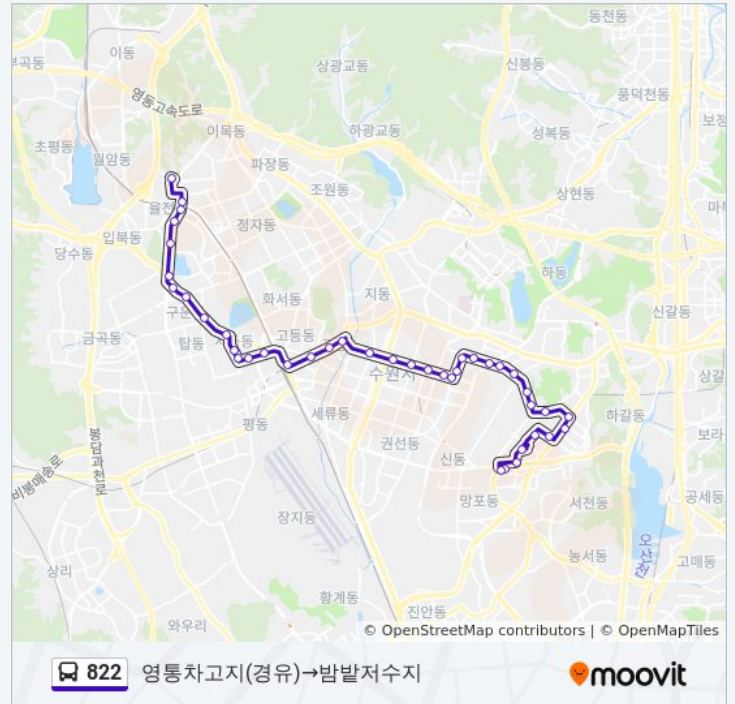 동천동
이동
부곡동
상광교동
신봉동
풍덕천동
영동고속도로
이목동
하광교동
보정
초평동
월암동
파장동
성복동
조원동
상현동
율전
정자동
입북동
당수동
하동
화서동
지동
신갈동
구운
고등동
금곡동
탑동
상갈
수원시
세류동
하갈동
평동
권선동
신동
보라
봉담과천로
비봉매송로
망포동
서천동
공세동
장지동
오산천
농서동
고매동
상리
황계동
와우리
진안동
© OpenStreetMap contributors | © OpenMapTiles
822 영통차고지(경유)→밤밭저수지 moovit